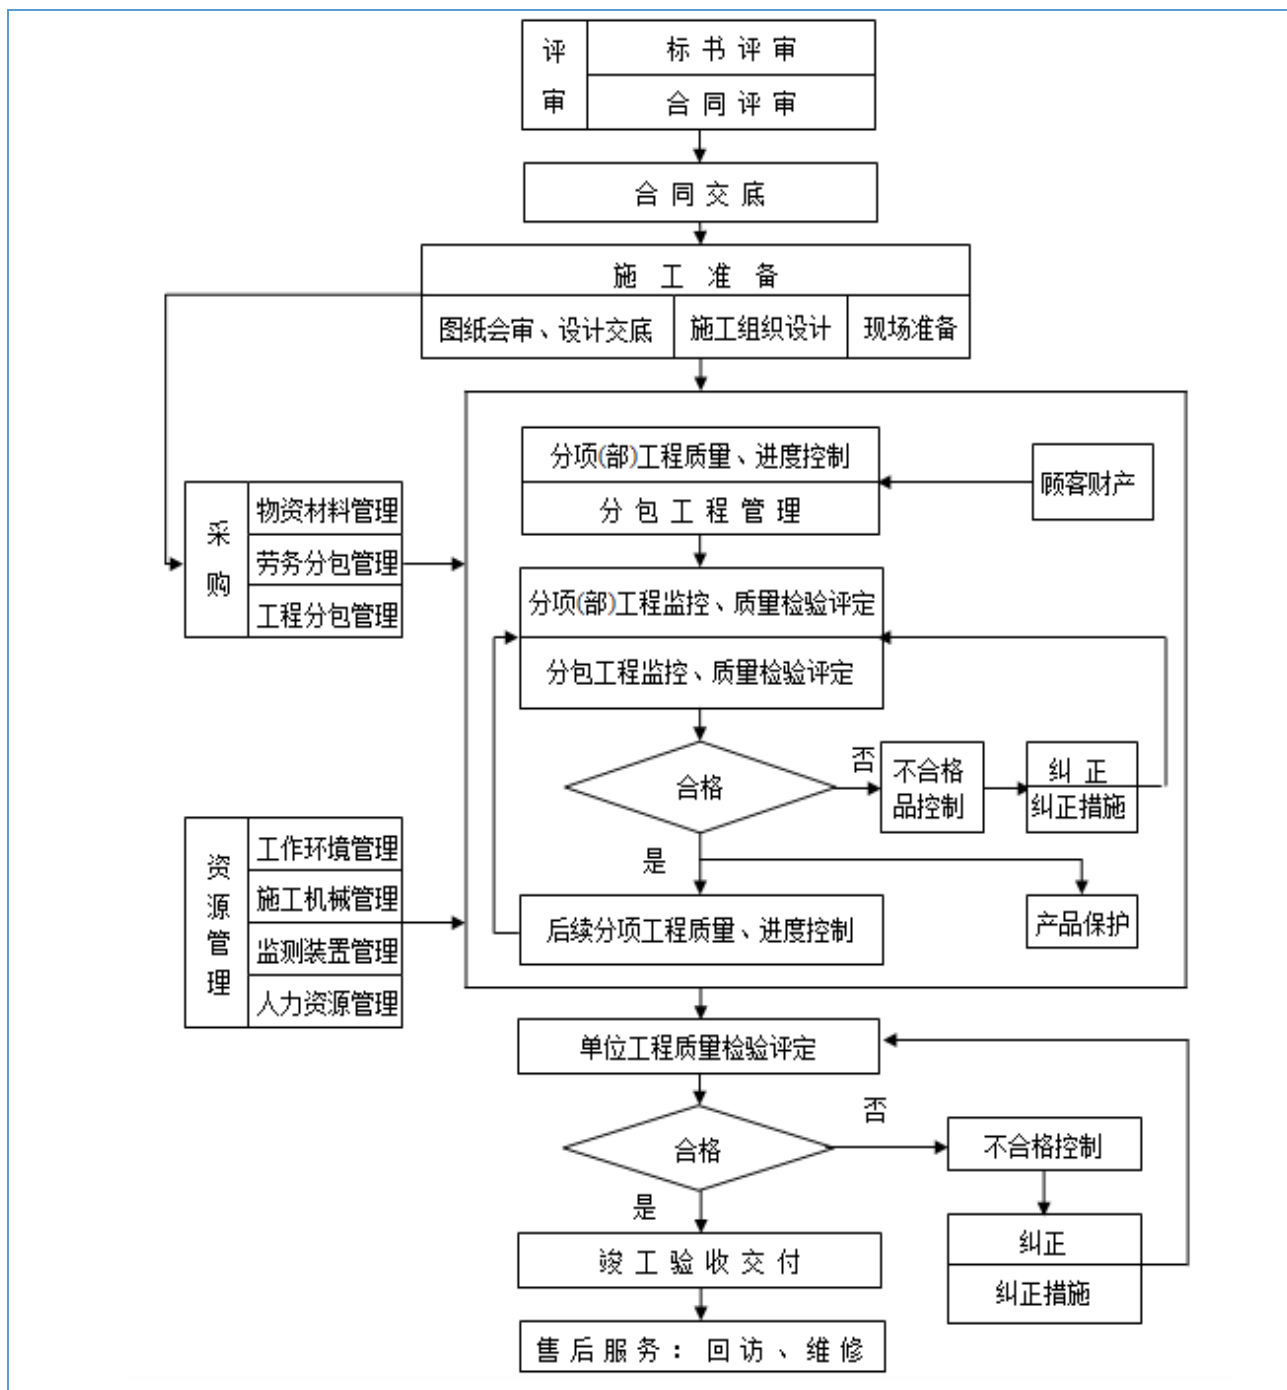 评审
标书评审
合同评审
合同交底
施工准备
图纸会审、设计交底
施工组织设计
现场准备
采购
物资材料管理
劳务分包管理
工程分包管理
分项(部)工程质量、进度控制
分包工程管理
顾客财产
分项(部)工程监控、质量检验评定
分包工程监控、质量检验评定
合格
否
不合格
品控制
纠正
纠正措施
是
后续分项工程质量、进度控制
产品保护
资源管理
工作环境管理
施工机械管理
监测装置管理
人力资源管理
单位工程质量检验评定
合格
否
不合格控制
纠正
纠正措施
是
竣工验收交付
售后服务：回访、维修